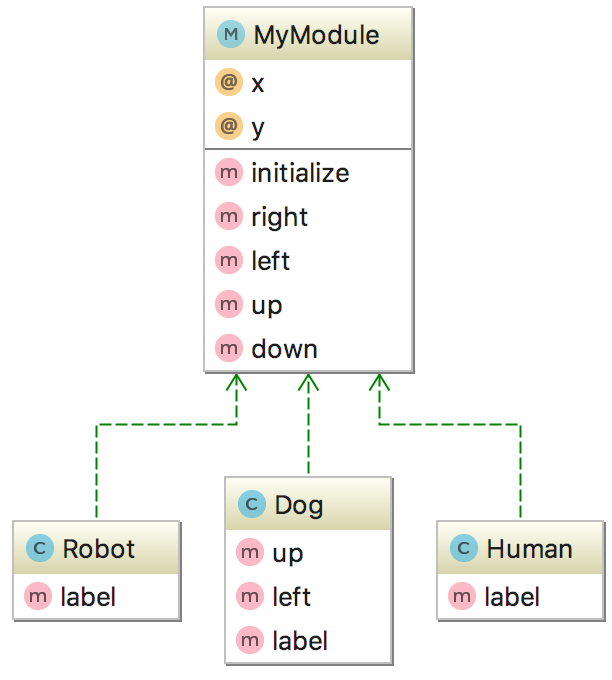 M MyModule
@ x
@ y
m initialize
m right
m left
m up
m down
C Robot
m label
C Dog
m up
m left
m label
C Human
m label